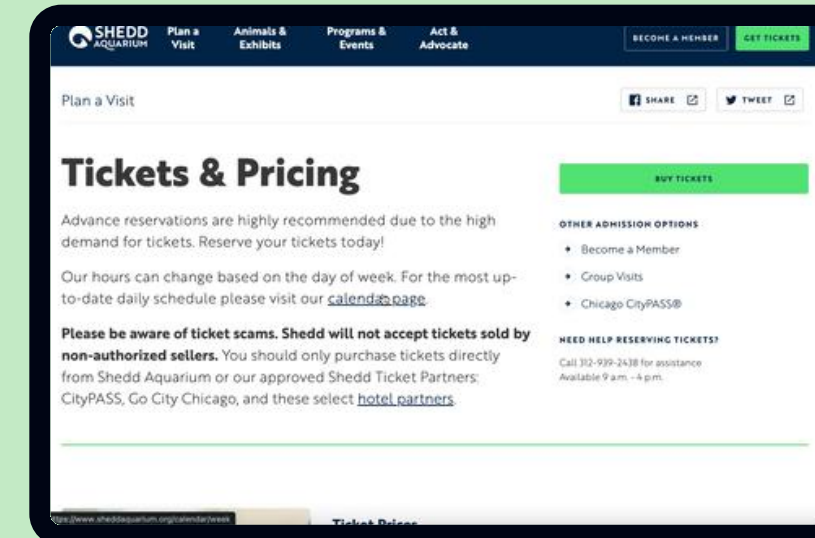 SHEDD
AQUARIUM
Plan a
Visit
Animals &
Exhibits
Programs &
Events
Act &
Advocate
BECOME A MEMBER
GET TICKETS
Plan a Visit
SHARE
TWEET
Tickets & Pricing
Advance reservations are highly recommended due to the high
demand for tickets. Reserve your tickets today!
Our hours can change based on the day of week. For the most up-
to-date daily schedule please visit our calendar page.
Please be aware of ticket scams. Shedd will not accept tickets sold by
non-authorized sellers. You should only purchase tickets directly
from Shedd Aquarium or our approved Shedd Ticket Partners:
CityPASS, Go City Chicago, and these select hotel partners.
BUY TICKETS
OTHER ADMISSION OPTIONS
Become a Member
Group Visits
Chicago CityPASS®
NEED HELP RESERVING TICKETS?
Call 312-939-2438 for assistance
Available 9 a.m. - 4 p.m.
https://www.sheddaquarium.org/calendar/week
Ticket Prices